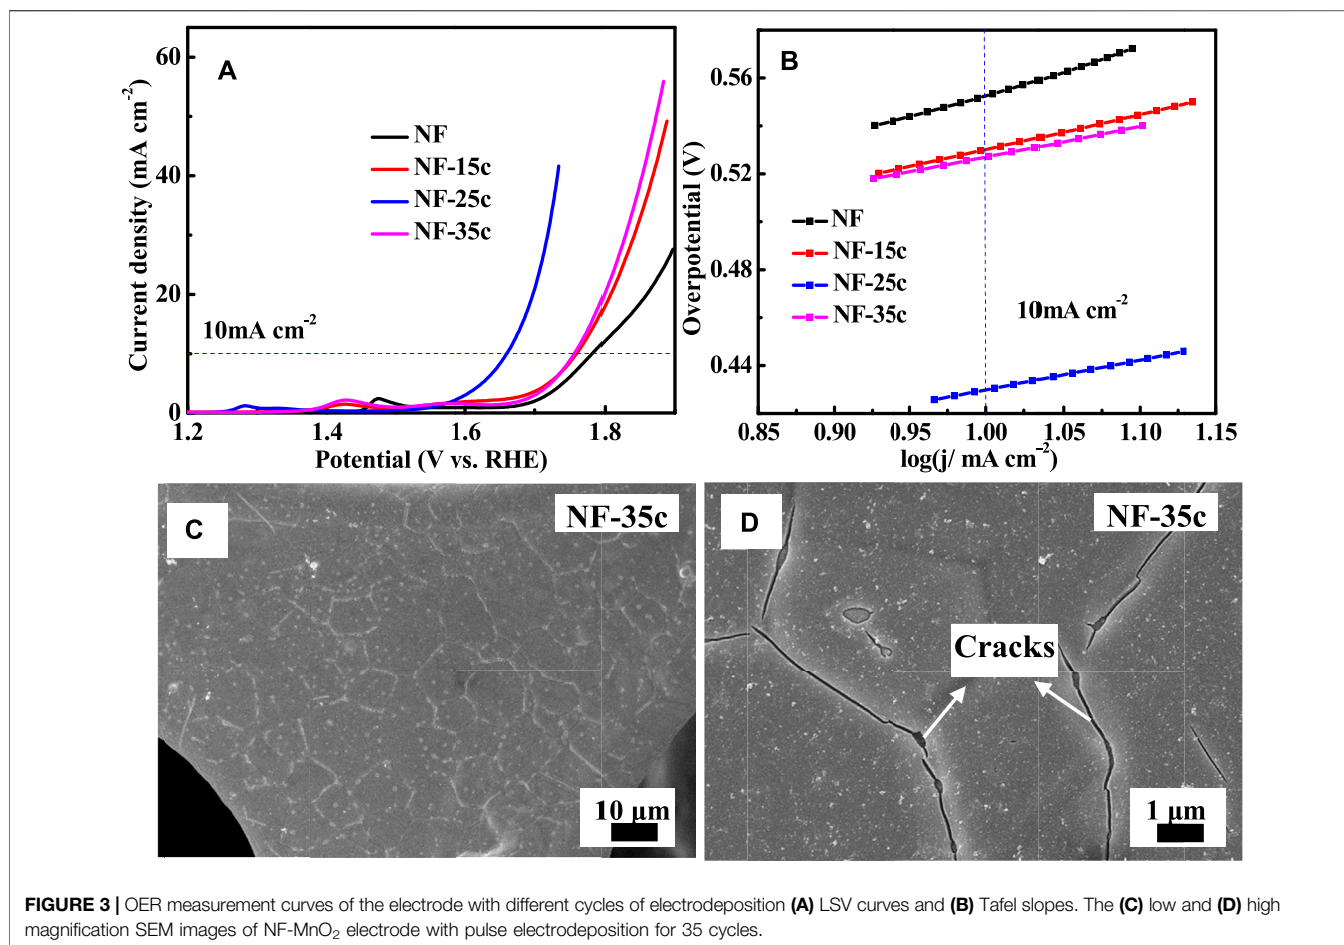 A
60
40
20
0
Current density (mA cm⁻²)
NF
NF-15c
NF-25c
NF-35c
10mA cm⁻²
1.2 1.4 1.6 1.8
Potential (V vs. RHE)
B
0.56
0.52
0.48
0.44
Overpotential (V)
NF
NF-15c
NF-25c
NF-35c
10mA cm⁻²
0.85 0.90 0.95 1.00 1.05 1.10 1.15
log(j/ mA cm⁻²)
C
NF-35c
10 µm
D
NF-35c
Cracks
1 µm
FIGURE 3 | OER measurement curves of the electrode with different cycles of electrodeposition (A) LSV curves and (B) Tafel slopes. The (C) low and (D) high
magnification SEM images of NF-MnO₂ electrode with pulse electrodeposition for 35 cycles.